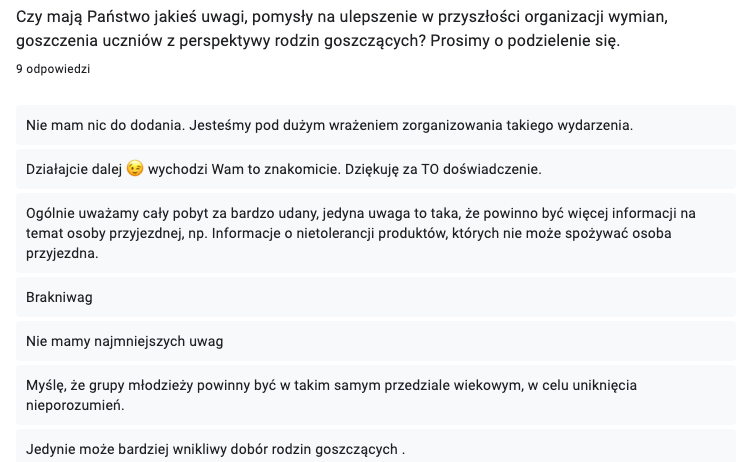 Czy mają Państwo jakieś uwagi, pomysły na ulepszenie w przyszłości organizacji wymian,
goszczenia uczniów z perspektywy rodzin goszczących? Prosimy o podzielenie się.
9 odpowiedzi
Nie mam nic do dodania. Jesteśmy pod dużym wrażeniem zorganizowania takiego wydarzenia.
Działajcie dalej 😉 wychodzi Wam to znakomicie. Dziękuję za TO doświadczenie.
Ogólnie uważamy cały pobyt za bardzo udany, jedyna uwaga to taka, że powinno być więcej informacji na
temat osoby przyjezdnej, np. Informacje o nietolerancji produktów, których nie może spożywać osoba
przyjezdna.
Brakniwag
Nie mamy najmniejszych uwag
Myślę, że grupy młodzieży powinny być w takim samym przedziale wiekowym, w celu uniknięcia
nieporozumień.
Jedynie może bardziej wnikliwy dobór rodzin goszczących .